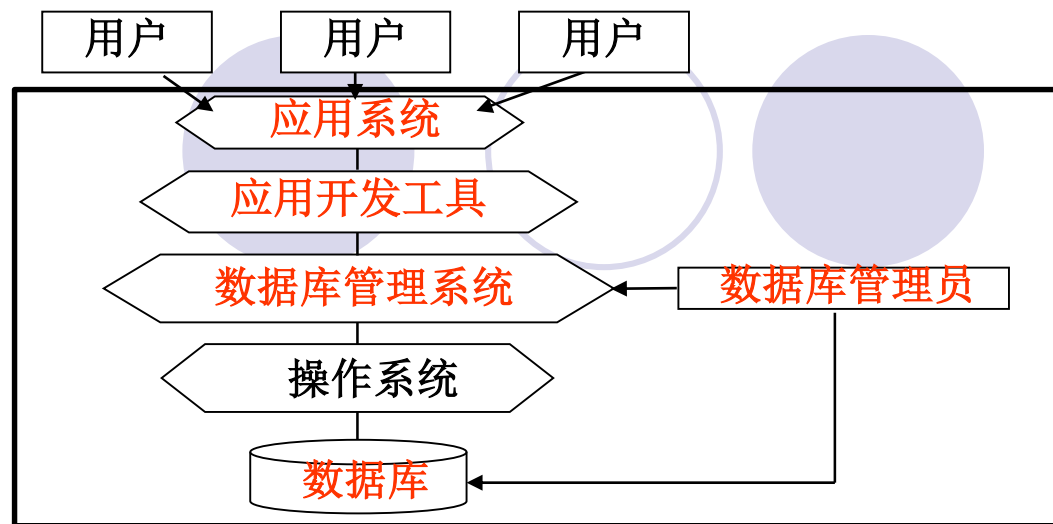 用户
用户
用户
应用系统
应用开发工具
数据库管理系统
数据库管理员
操作系统
数据库